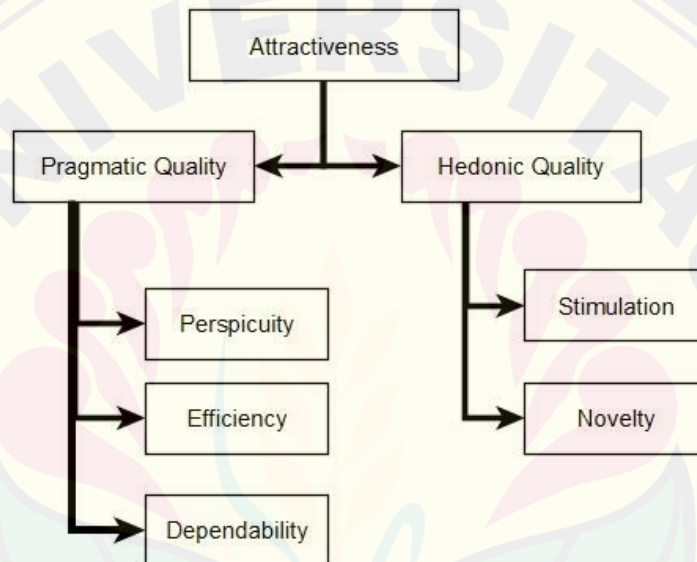 Attractiveness
Pragmatic Quality
Hedonic Quality
Perspicuity
Stimulation
Efficiency
Novelty
Dependability